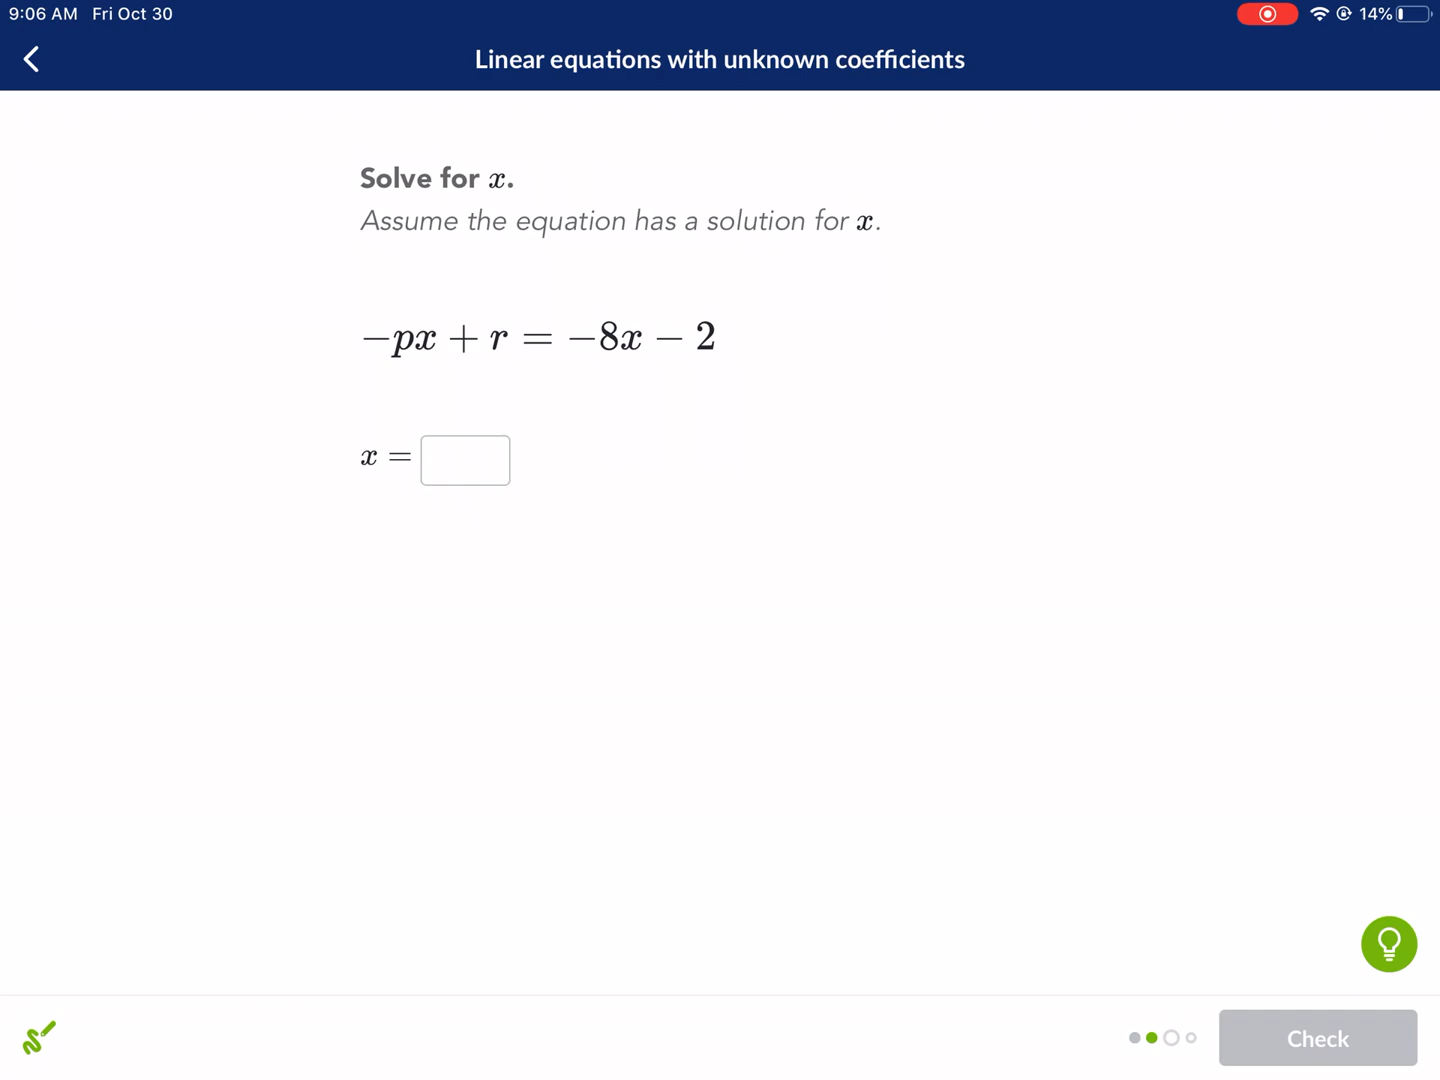 9:06 AM Fri Oct 30 14%
Linear equations with unknown coefficients
Solve for x.
Assume the equation has a solution for x.
−px + r = −8x − 2
x =
Check